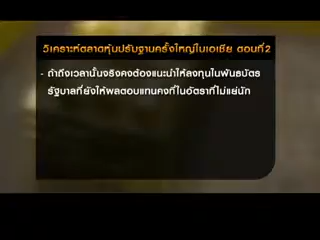 วิเคราะห์ตลาดหุ้นปรับฐานครั้งใหญ่ในเอเชีย ตอนที่2
- ถ้าถึงเวลานั้นจริงคงต้องแนะนำให้ลงทุนในพันธบัตร
รัฐบาลที่ยังให้ผลตอบแทนคงที่ในอัตราที่ไม่แย่นัก